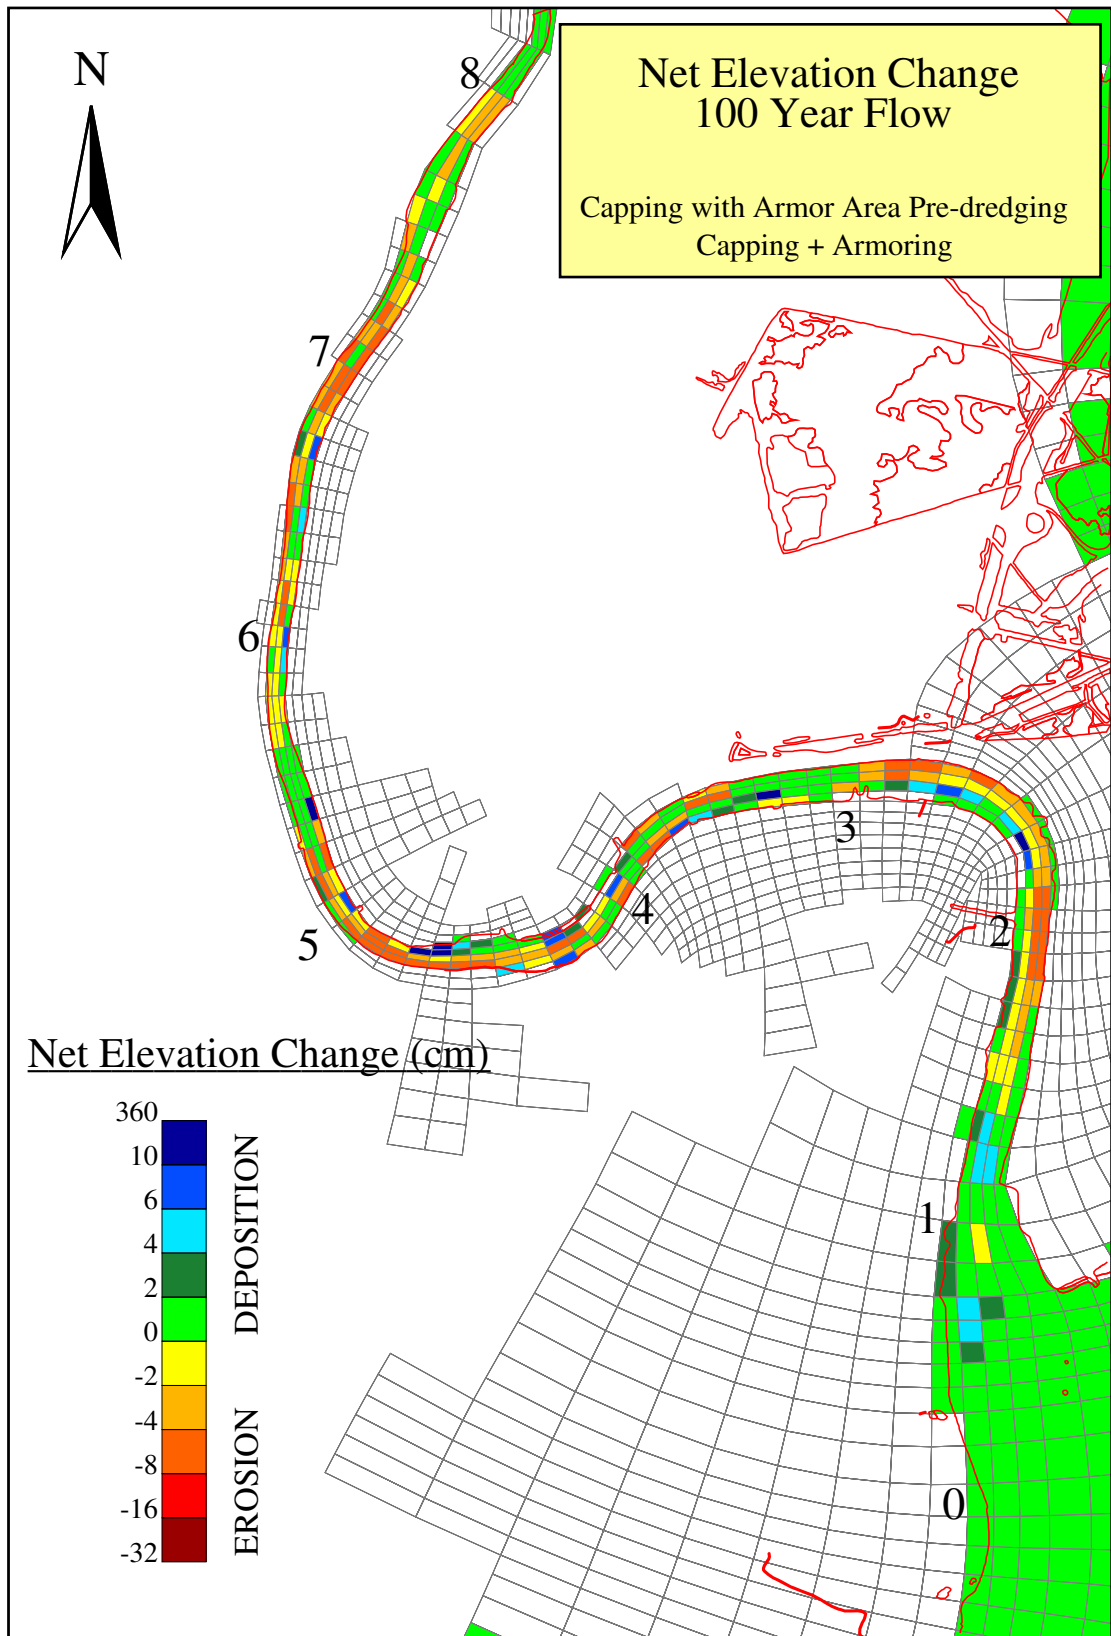 N
8
Net Elevation Change
100 Year Flow
Capping with Armor Area Pre-dredging
Capping + Armoring
7
6
3
4
2
5
Net Elevation Change (cm)
360
10
6
4
2
0
-2
-4
-8
-16
-32
DEPOSITION
EROSION
1
0